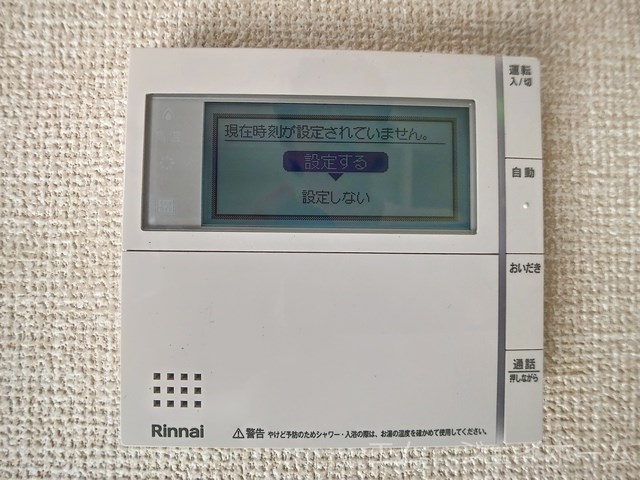 現在時刻が設定されていません。
設定する
設定しない
運転
入/切
自動
おいだき
通話
押しながら
Rinnai
⚠警告 やけど予防のためシャワー・入浴の際は、お湯の温度を確かめて使用してください。